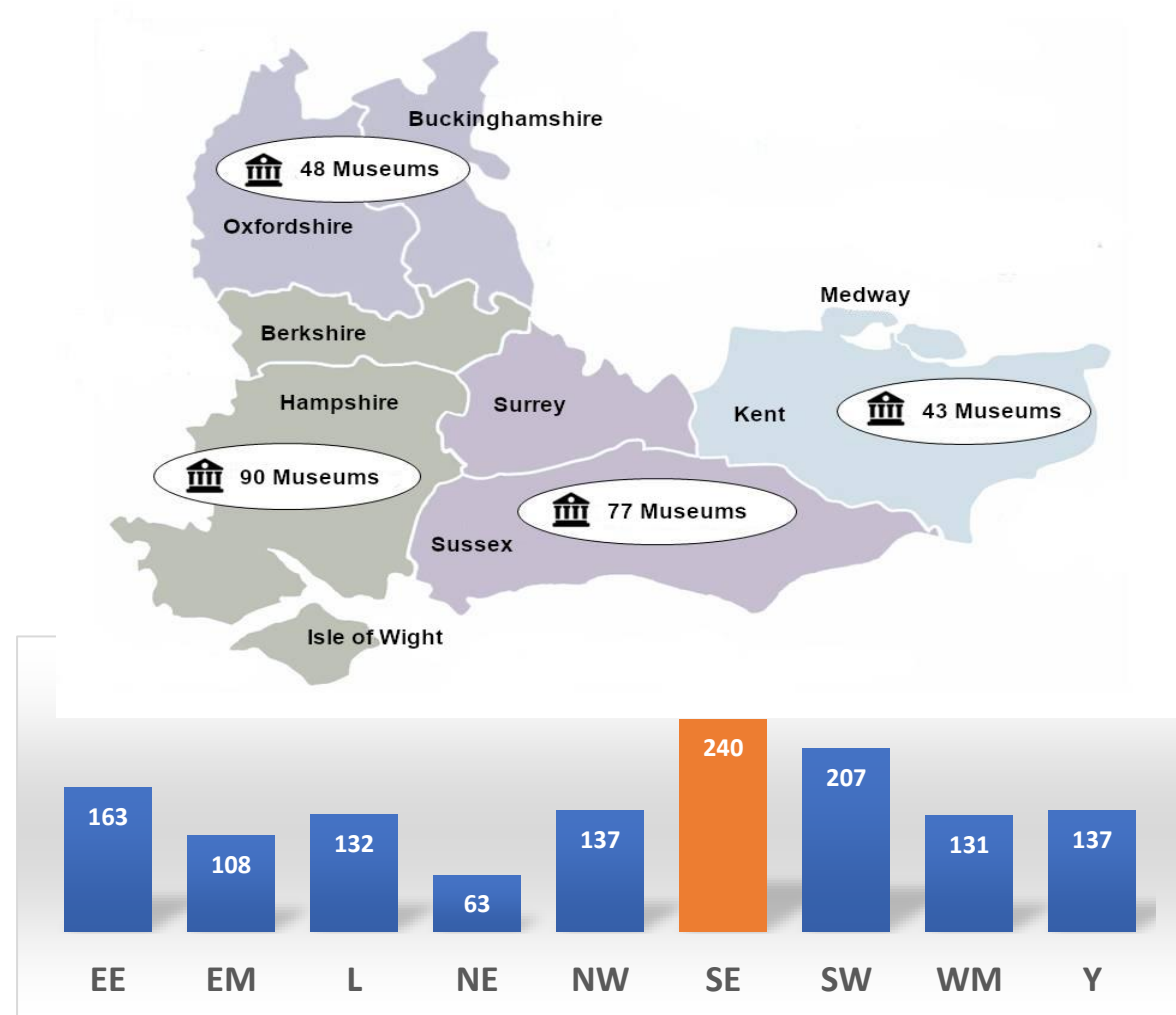 Buckinghamshire
48 Museums
Oxfordshire
Medway
Berkshire
Hampshire
Surrey
Kent
43 Museums
90 Museums
77 Museums
Sussex
Isle of Wight
163
108
132
63
137
240
207
131
137
EE EM L NE NW SE SW WM Y